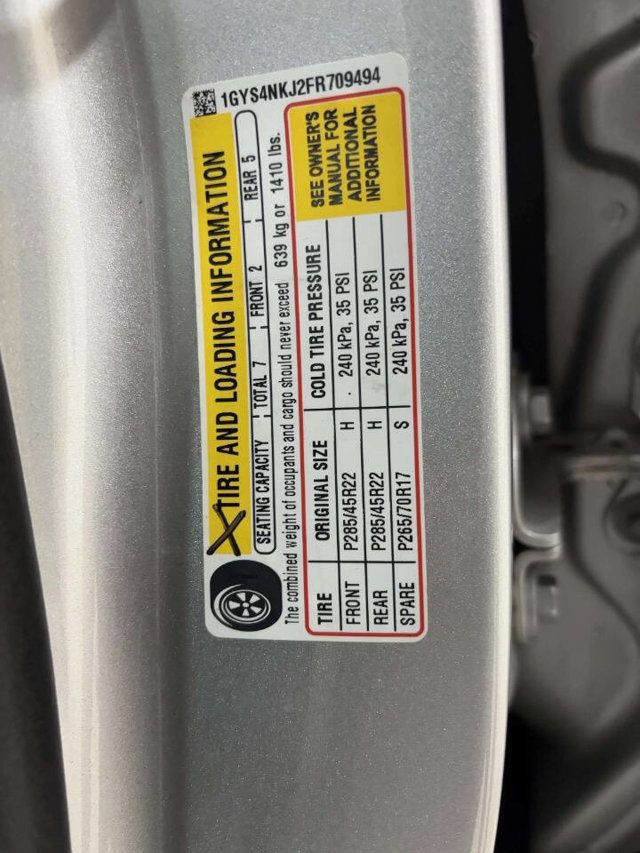 1GYS4NKJ2FR709494
TIRE AND LOADING INFORMATION
SEATING CAPACITY TOTAL 7 FRONT 2 REAR 5
The combined weight of occupants and cargo should never exceed 639 kg or 1410 lbs.
TIRE ORIGINAL SIZE COLD TIRE PRESSURE
FRONT P285/45R22 H 240 kPa, 35 PSI
REAR P285/45R22 H 240 kPa, 35 PSI
SPARE P265/70R17 S 240 kPa, 35 PSI
SEE OWNER'S
MANUAL FOR
ADDITIONAL
INFORMATION